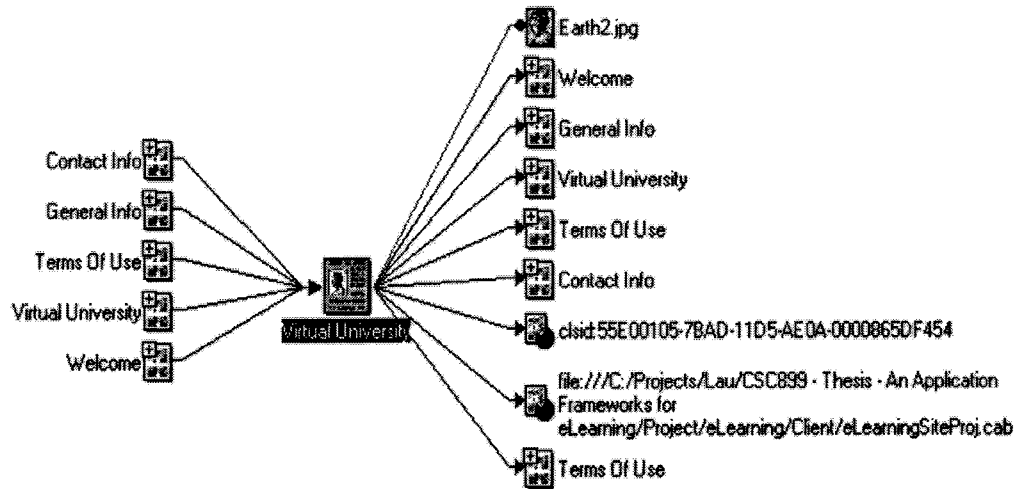 Contact Info
General Info
Terms Of Use
Virtual University
Welcome
Virtual University
Earth2.jpg
Welcome
General Info
Virtual University
Terms Of Use
Contact Info
clsid:55E00105-7BAD-11D5-AE0A-0000865DF454
file:///C:/Projects/Lau/CSC899 - Thesis - An Application
Frameworks for
eLearning/Project/eLearning/Client/eLearningSiteProj.cab
Terms Of Use